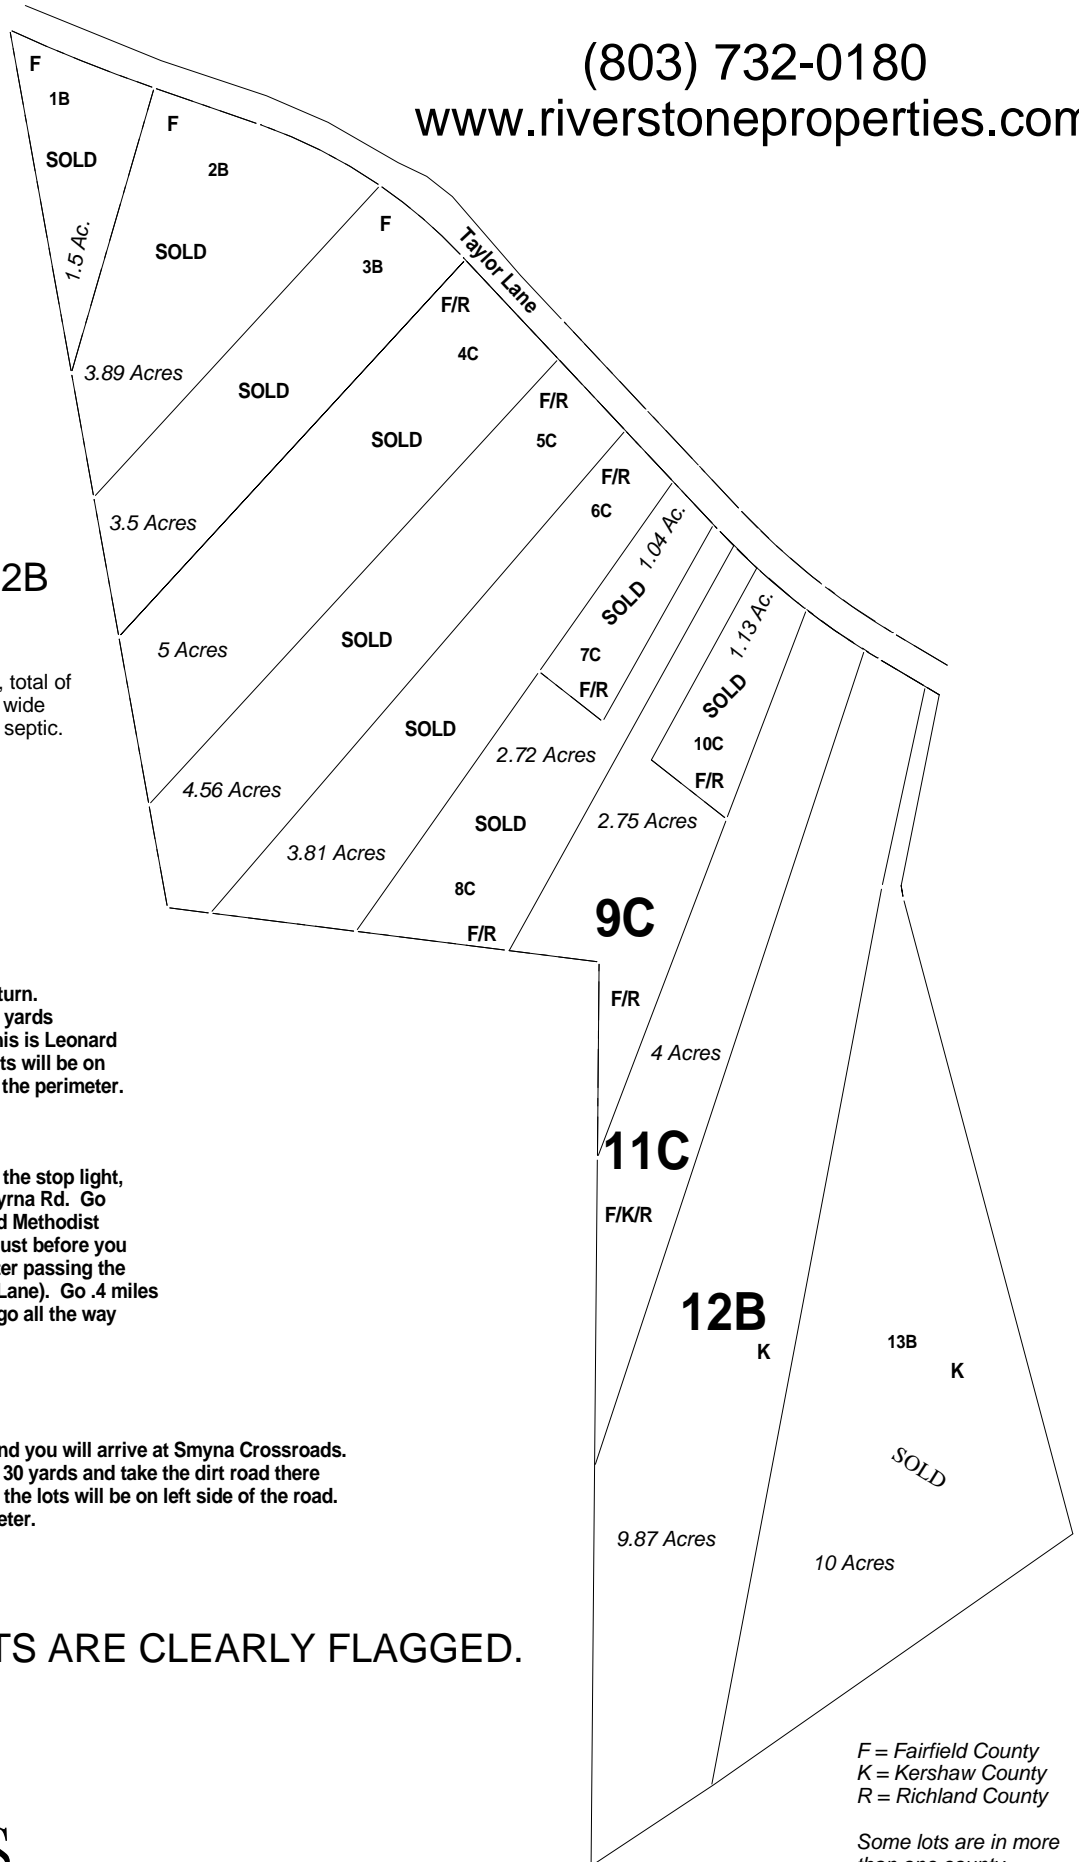 (803) 732-0180
www.riverstoneproperties.com
F
1B
SOLD
1.5 Ac.
F
2B
SOLD
3.89 Acres
F
3B
SOLD
3.5 Acres
Taylor Lane
F/R
4C
SOLD
5 Acres
F/R
5C
SOLD
4.56 Acres
F/R
6C
SOLD
3.81 Acres
1.04 Ac.
SOLD
7C
F/R
2.72 Acres
SOLD
8C
F/R
1.13 Ac.
SOLD
10C
F/R
2.75 Acres
9C
F/R
4 Acres
11C
F/K/R
12B
K
9.87 Acres
13B
K
SOLD
10 Acres
2B
, total of
wide
septic.
turn.
yards
is Leonard
will be on
the perimeter.
the stop light,
Rd. Go
Methodist
ust before you
passing the
Lane). Go .4 miles
go all the way
you will arrive at Smyna Crossroads.
30 yards and take the dirt road there
the lots will be on left side of the road.
TS ARE CLEARLY FLAGGED.
S
F = Fairfield County
K = Kershaw County
R = Richland County
Some lots are in more
than one county